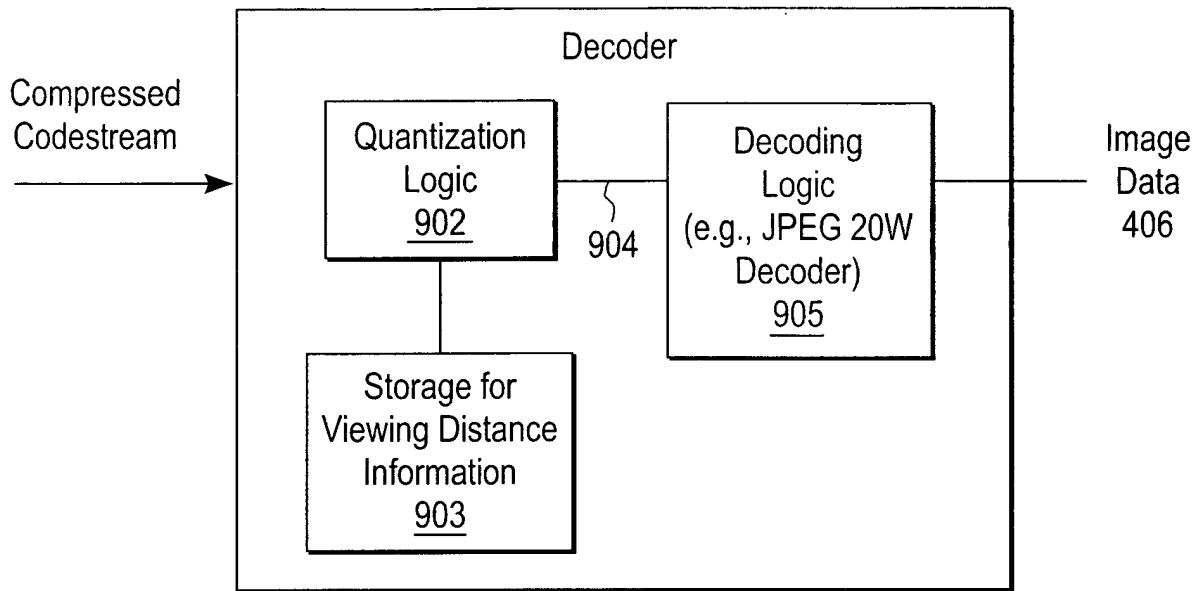 Decoder
Compressed
Codestream
Quantization
Logic
902
904
Decoding
Logic
(e.g., JPEG 20W
Decoder)
905
Image
Data
406
Storage for
Viewing Distance
Information
903